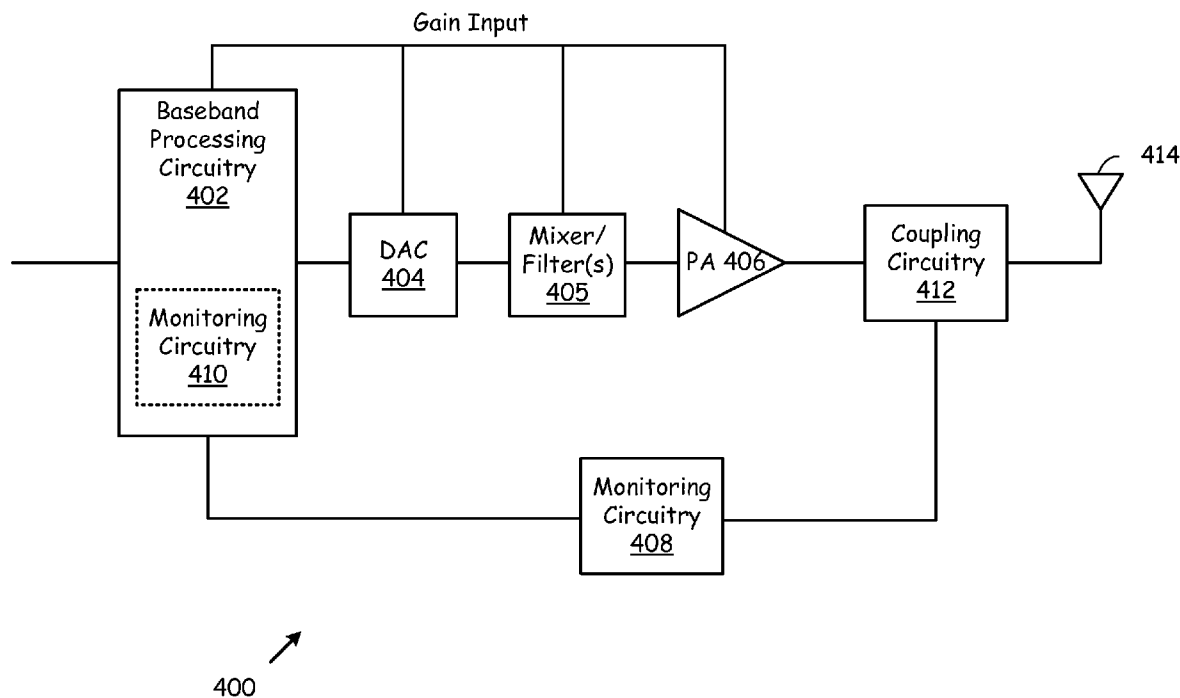 Gain Input
Baseband
Processing
Circuitry
402
Monitoring
Circuitry
410
DAC
404
Mixer/
Filter(s)
405
PA 406
Coupling
Circuitry
412
414
Monitoring
Circuitry
408
400